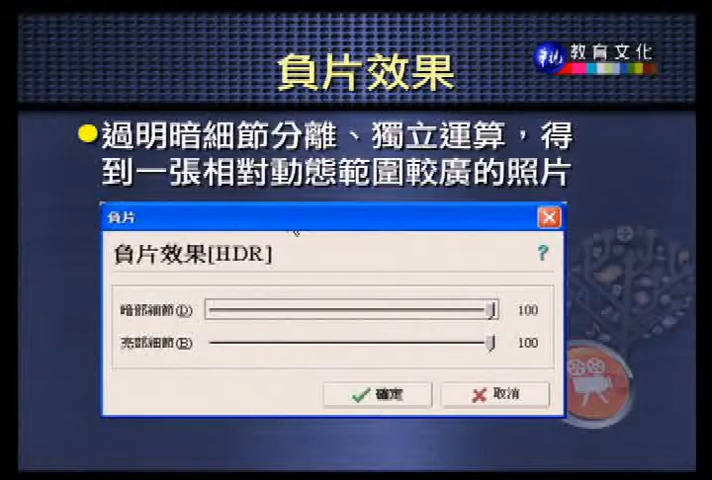 負片效果
華視 教育文化
過明暗細節分離、獨立運算，得
到一張相對動態範圍較廣的照片
負片
負片效果[HDR]
?
暗部細節(D) 100
亮部細節(B) 100
確定 取消